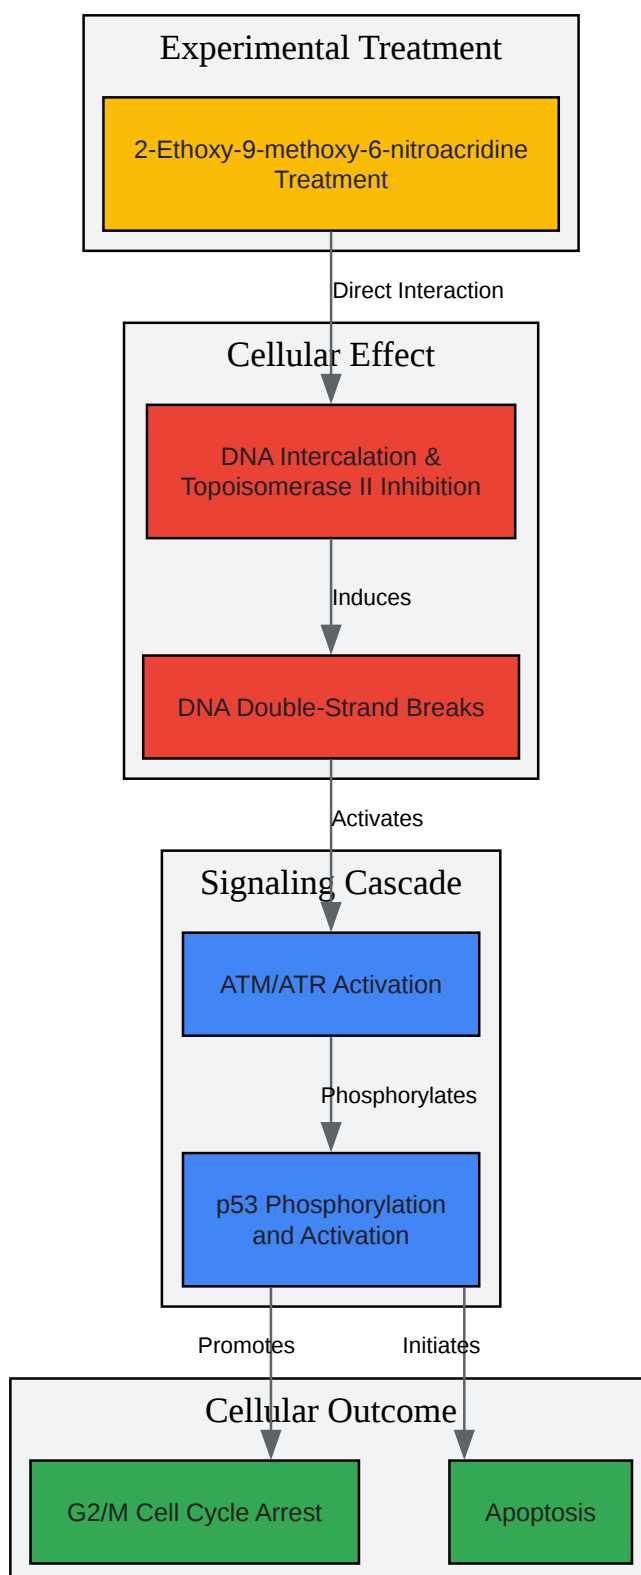 Experimental Treatment
2-Ethoxy-9-methoxy-6-nitroacridine
Treatment
Direct Interaction
Cellular Effect
DNA Intercalation &
Topoisomerase II Inhibition
Induces
DNA Double-Strand Breaks
Activates
Signaling Cascade
ATM/ATR Activation
Phosphorylates
p53 Phosphorylation
and Activation
Promotes
Initiates
Cellular Outcome
G2/M Cell Cycle Arrest
Apoptosis